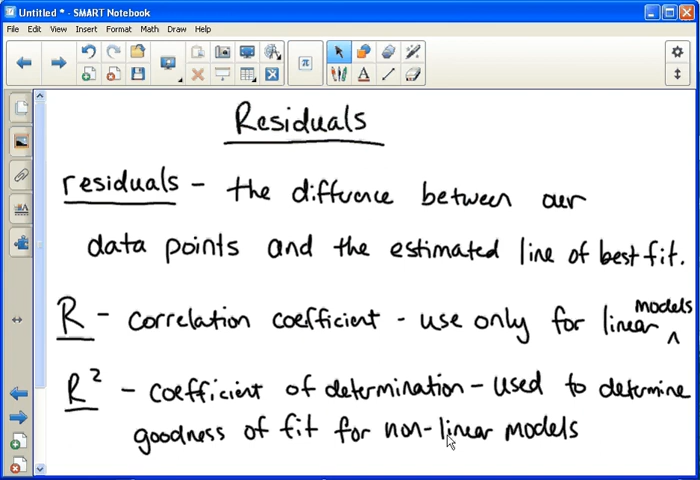 Untitled * - SMART Notebook
File Edit View Insert Format Math Draw Help
Residuals
residuals - the difference between our
data points and the estimated line of best fit.
R - correlation coefficient - use only for linear models
R² - coefficient of determination - used to determine
goodness of fit for non-linear models